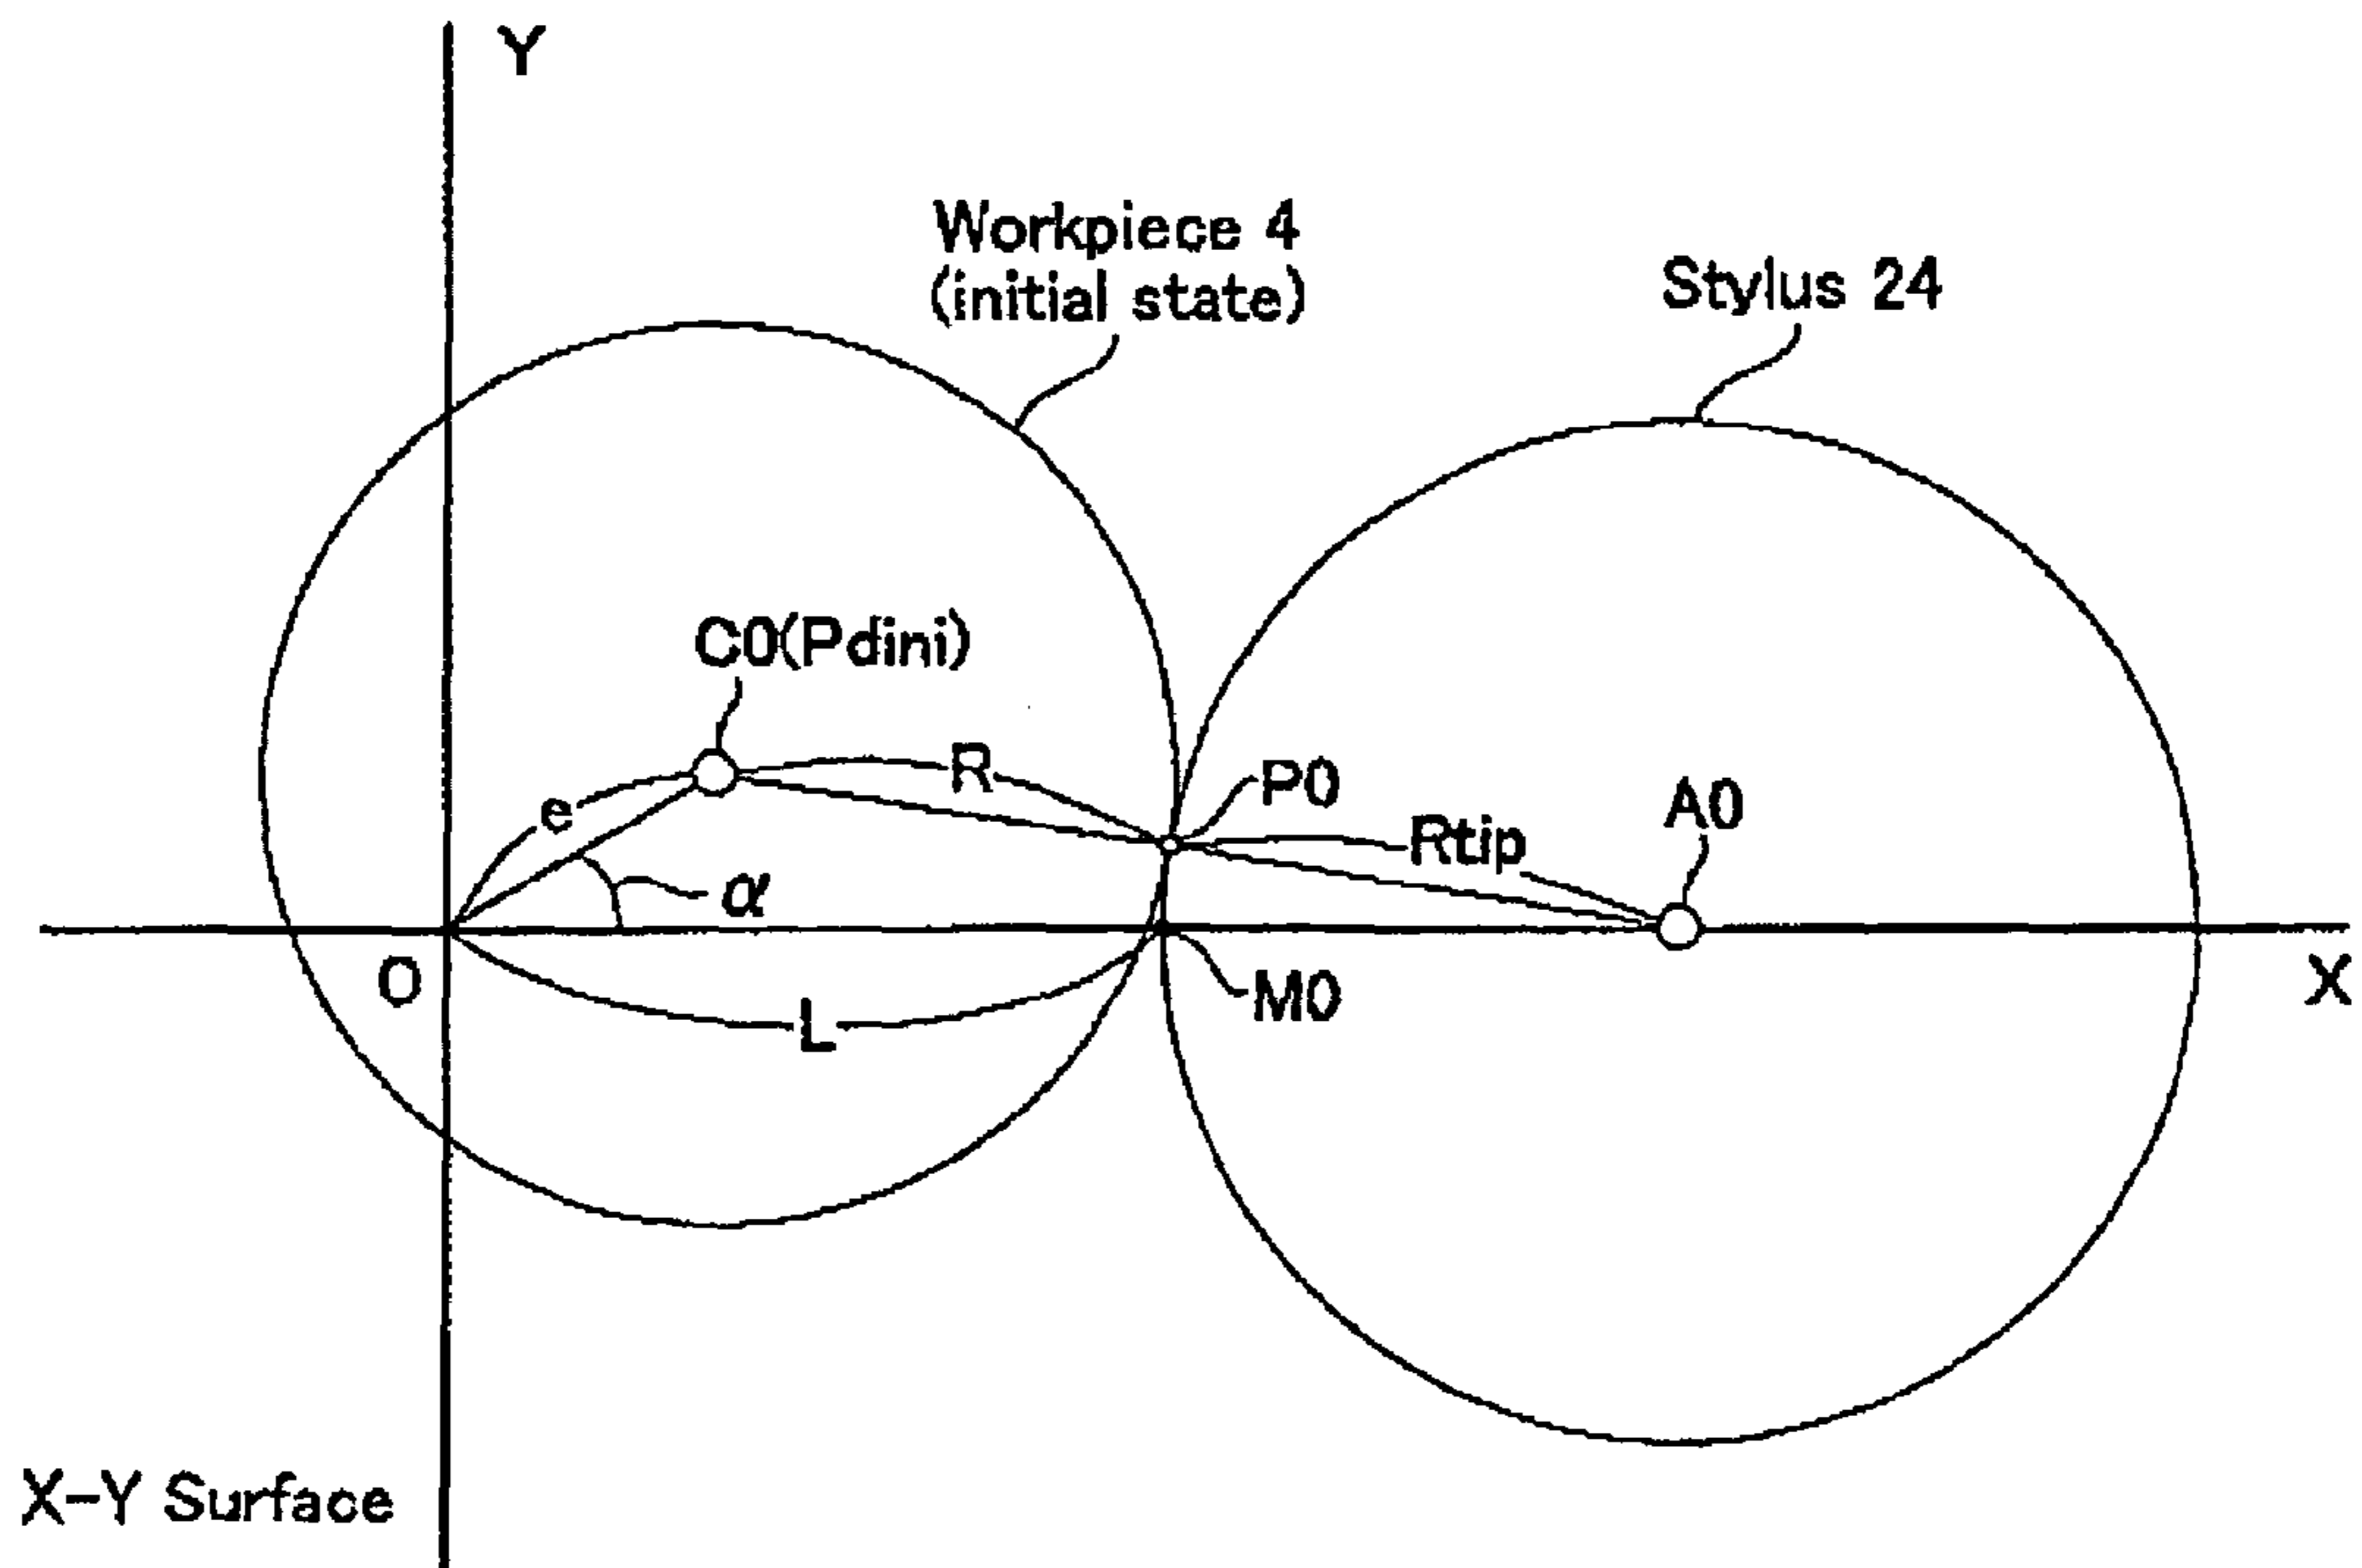 Y
Workpiece 4
(initial state)
Stylus 24
C0(Pdini)
R
P0
A0
e
Rtip
α
O
M0
X
L
X-Y Surface